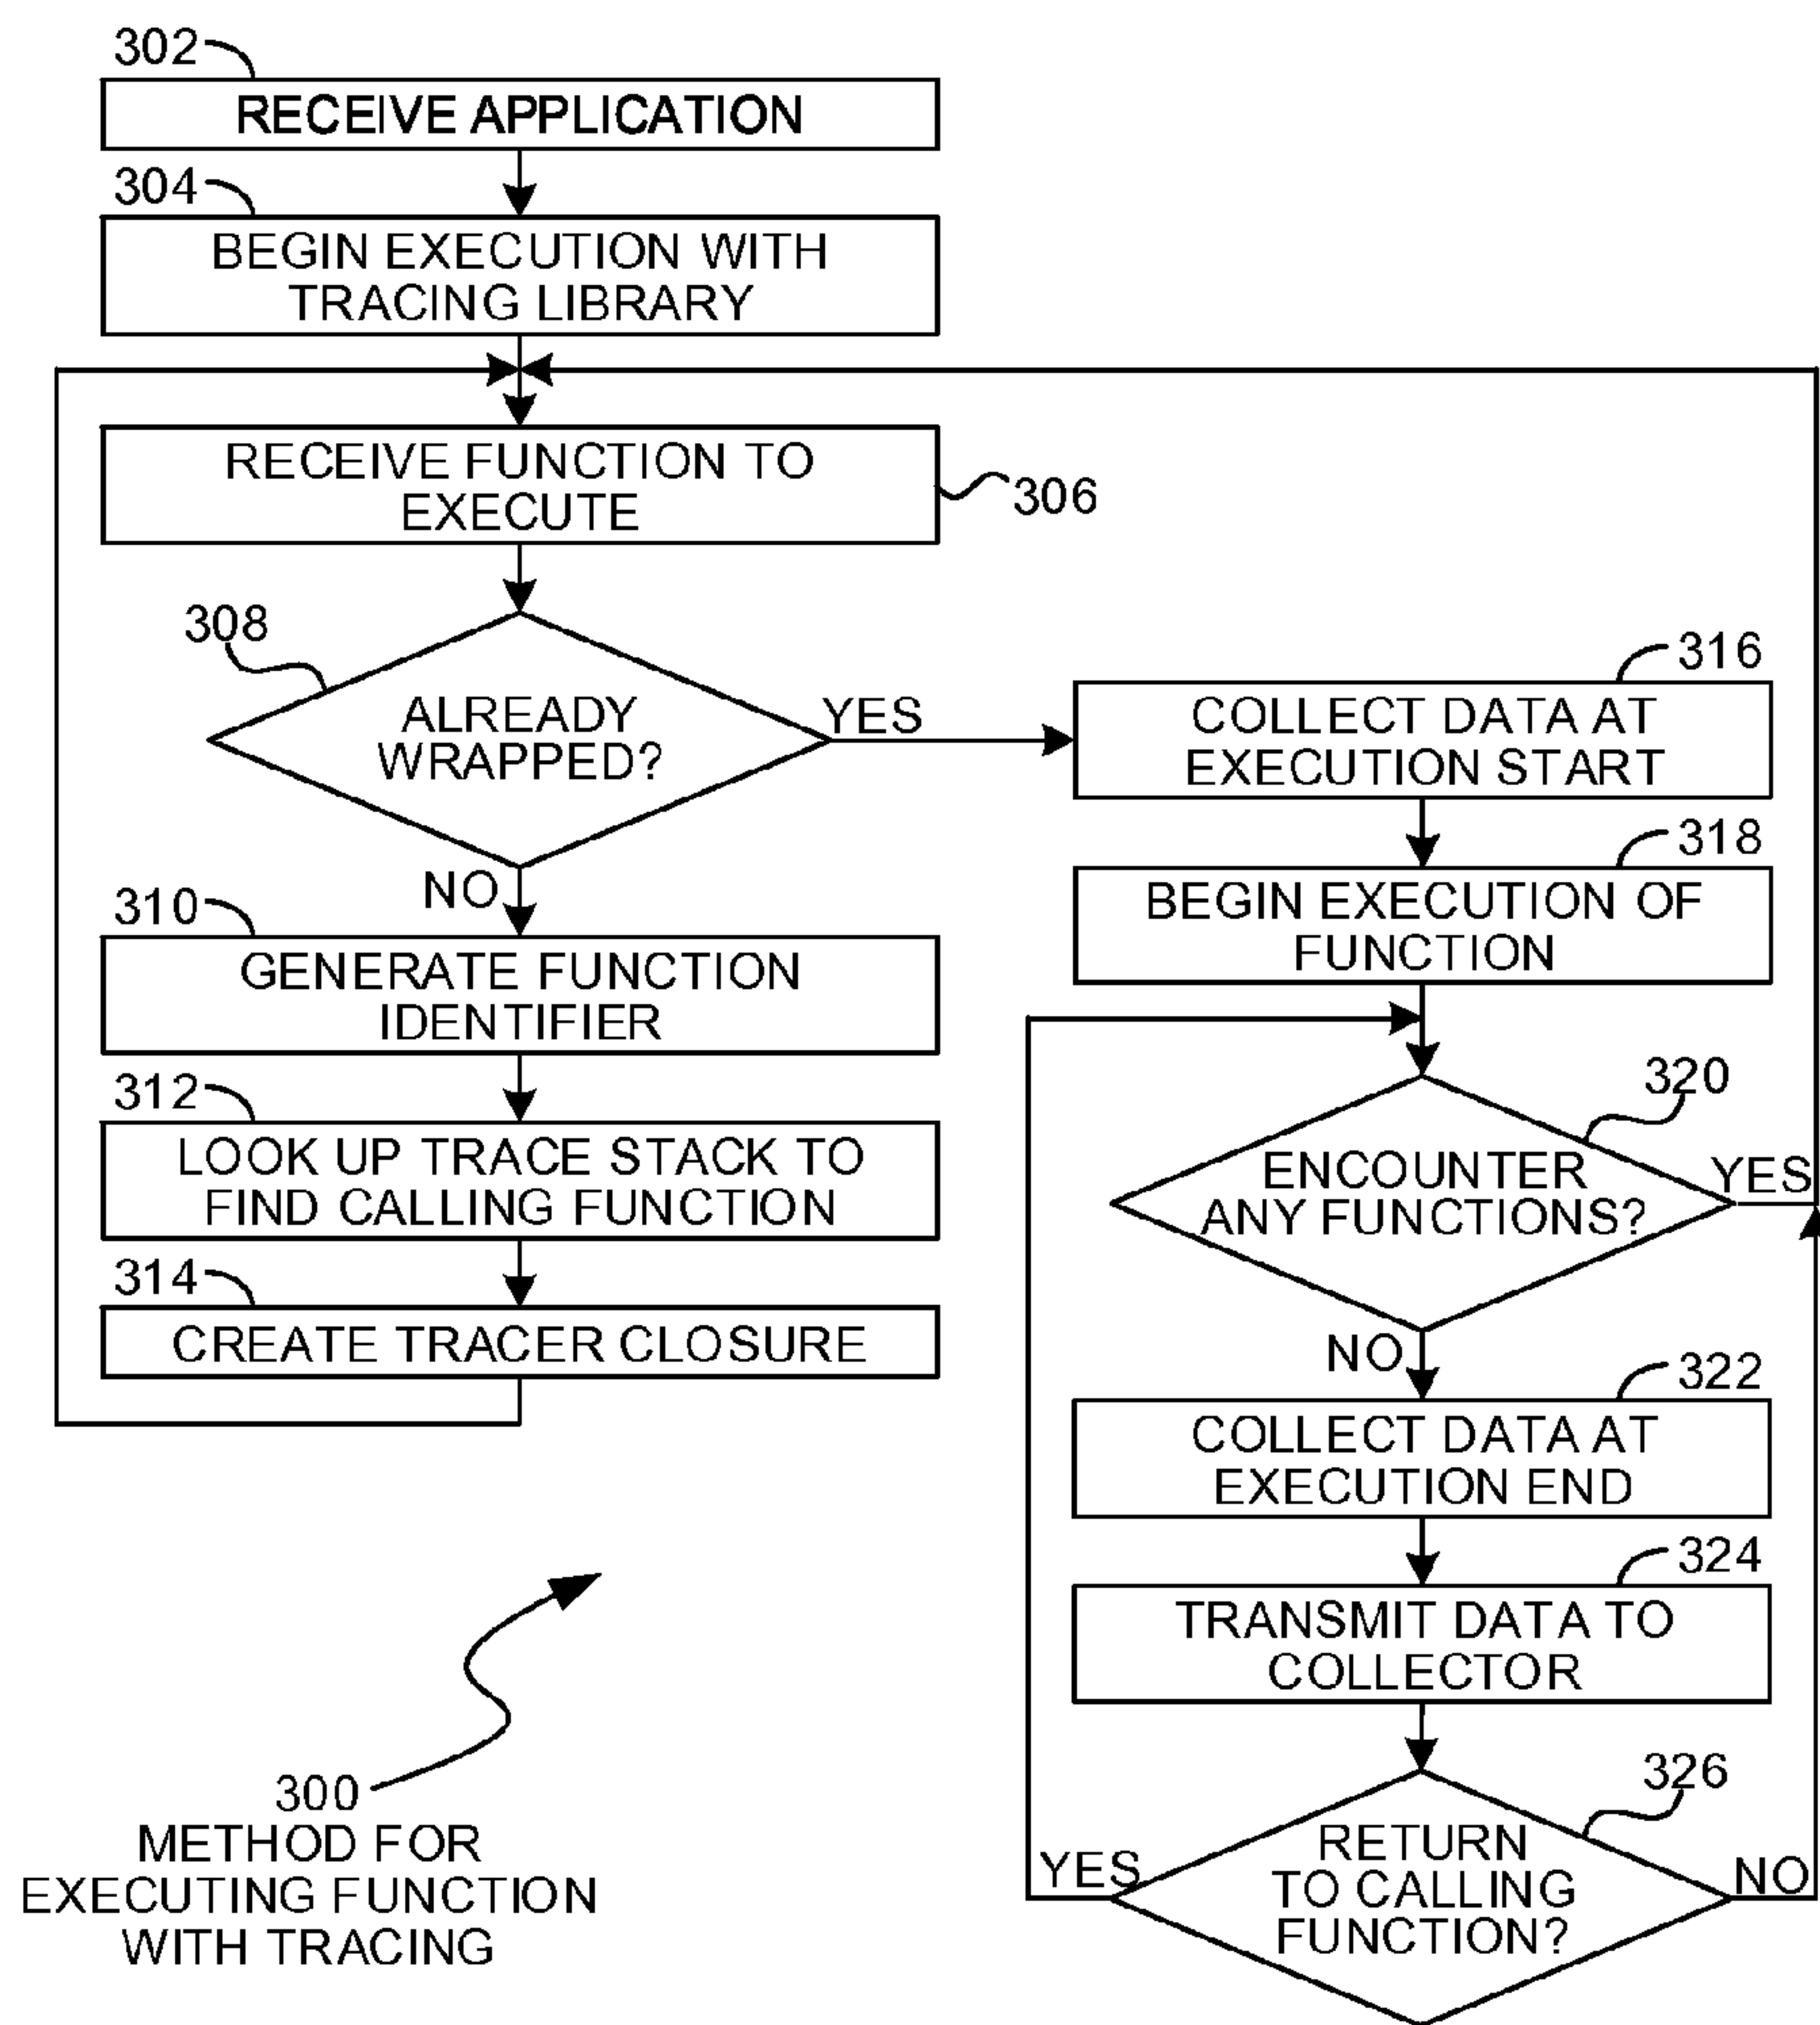 302
RECEIVE APPLICATION
304
BEGIN EXECUTION WITH
TRACING LIBRARY
RECEIVE FUNCTION TO
EXECUTE
306
308
ALREADY
WRAPPED?
YES
NO
310
GENERATE FUNCTION
IDENTIFIER
312
LOOK UP TRACE STACK TO
FIND CALLING FUNCTION
314
CREATE TRACER CLOSURE
316
COLLECT DATA AT
EXECUTION START
318
BEGIN EXECUTION OF
FUNCTION
320
ENCOUNTER
ANY FUNCTIONS?
YES
NO
322
COLLECT DATA AT
EXECUTION END
324
TRANSMIT DATA TO
COLLECTOR
326
RETURN
TO CALLING
FUNCTION?
YES
NO
300
METHOD FOR
EXECUTING FUNCTION
WITH TRACING